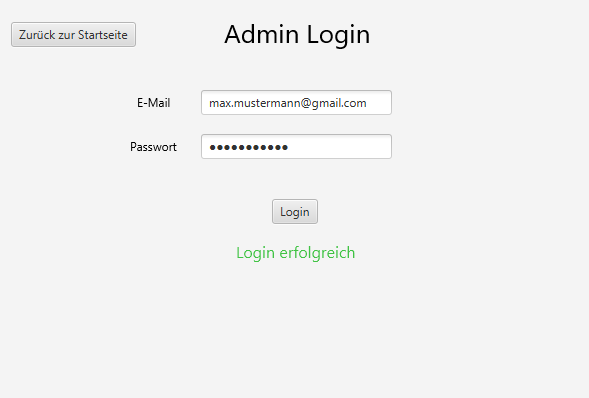 Zurück zur Startseite
Admin Login
E-Mail
max.mustermann@gmail.com
Passwort
●●●●●●●●●●●
Login
Login erfolgreich